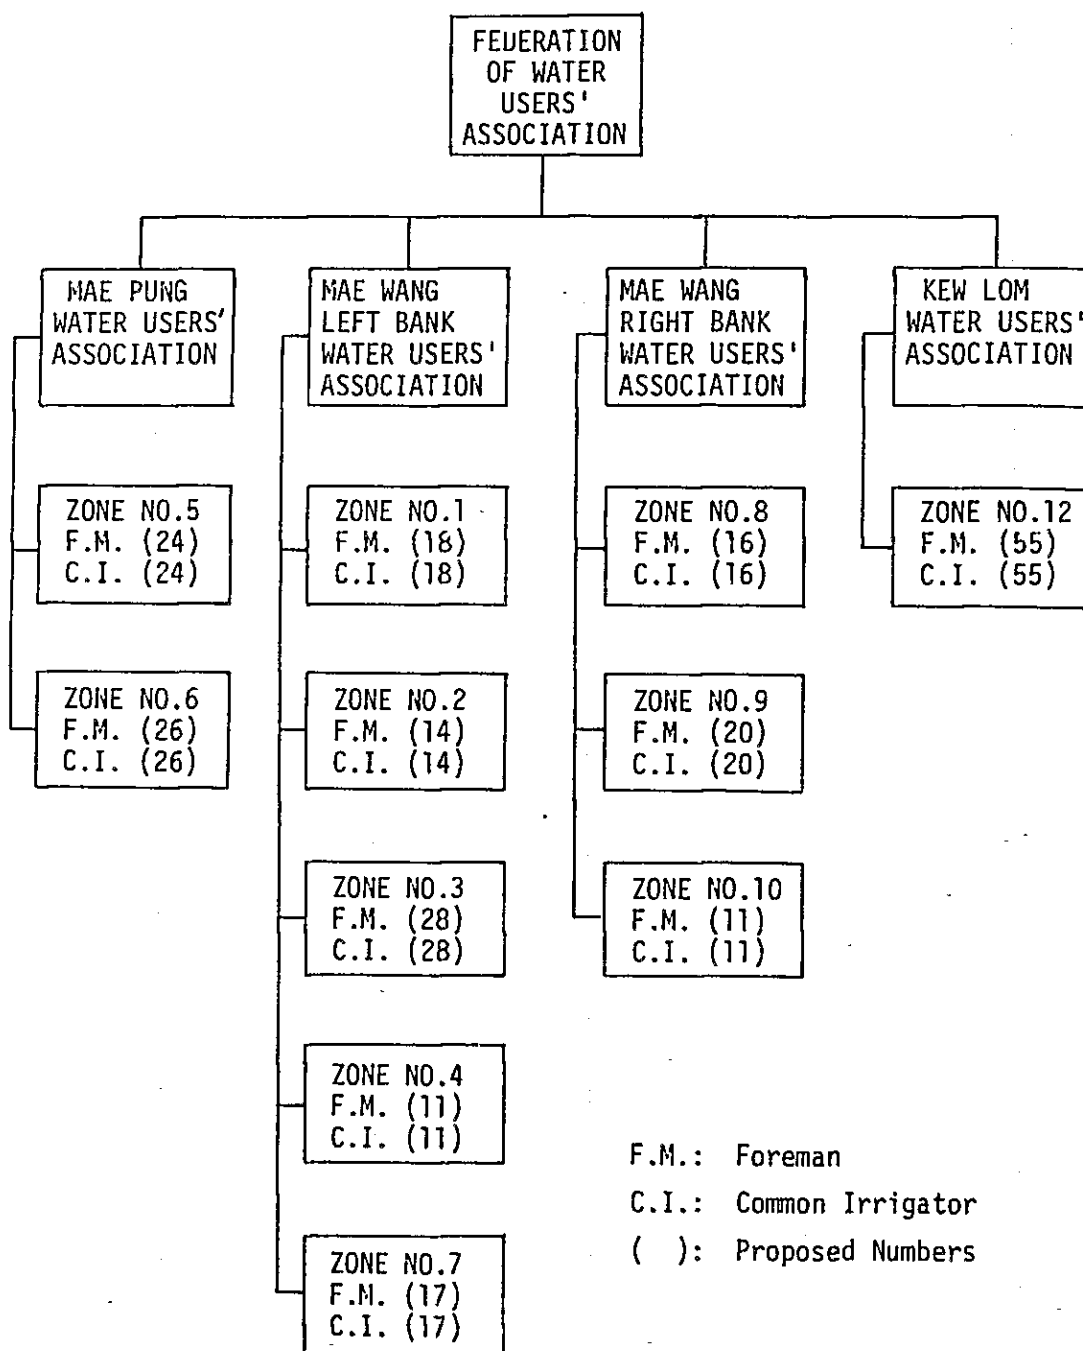 FEDERATION
OF WATER
USERS'
ASSOCIATION
MAE PUNG
WATER USERS'
ASSOCIATION
MAE WANG
LEFT BANK
WATER USERS'
ASSOCIATION
MAE WANG
RIGHT BANK
WATER USERS'
ASSOCIATION
KEW LOM
WATER USERS'
ASSOCIATION
ZONE NO.5
F.M. (24)
C.I. (24)
ZONE NO.1
F.M. (18)
C.I. (18)
ZONE NO.8
F.M. (16)
C.I. (16)
ZONE NO.12
F.M. (55)
C.I. (55)
ZONE NO.6
F.M. (26)
C.I. (26)
ZONE NO.2
F.M. (14)
C.I. (14)
ZONE NO.9
F.M. (20)
C.I. (20)
ZONE NO.3
F.M. (28)
C.I. (28)
ZONE NO.10
F.M. (11)
C.I. (11)
ZONE NO.4
F.M. (11)
C.I. (11)
ZONE NO.7
F.M. (17)
C.I. (17)
F.M.: Foreman
C.I.: Common Irrigator
( ): Proposed Numbers